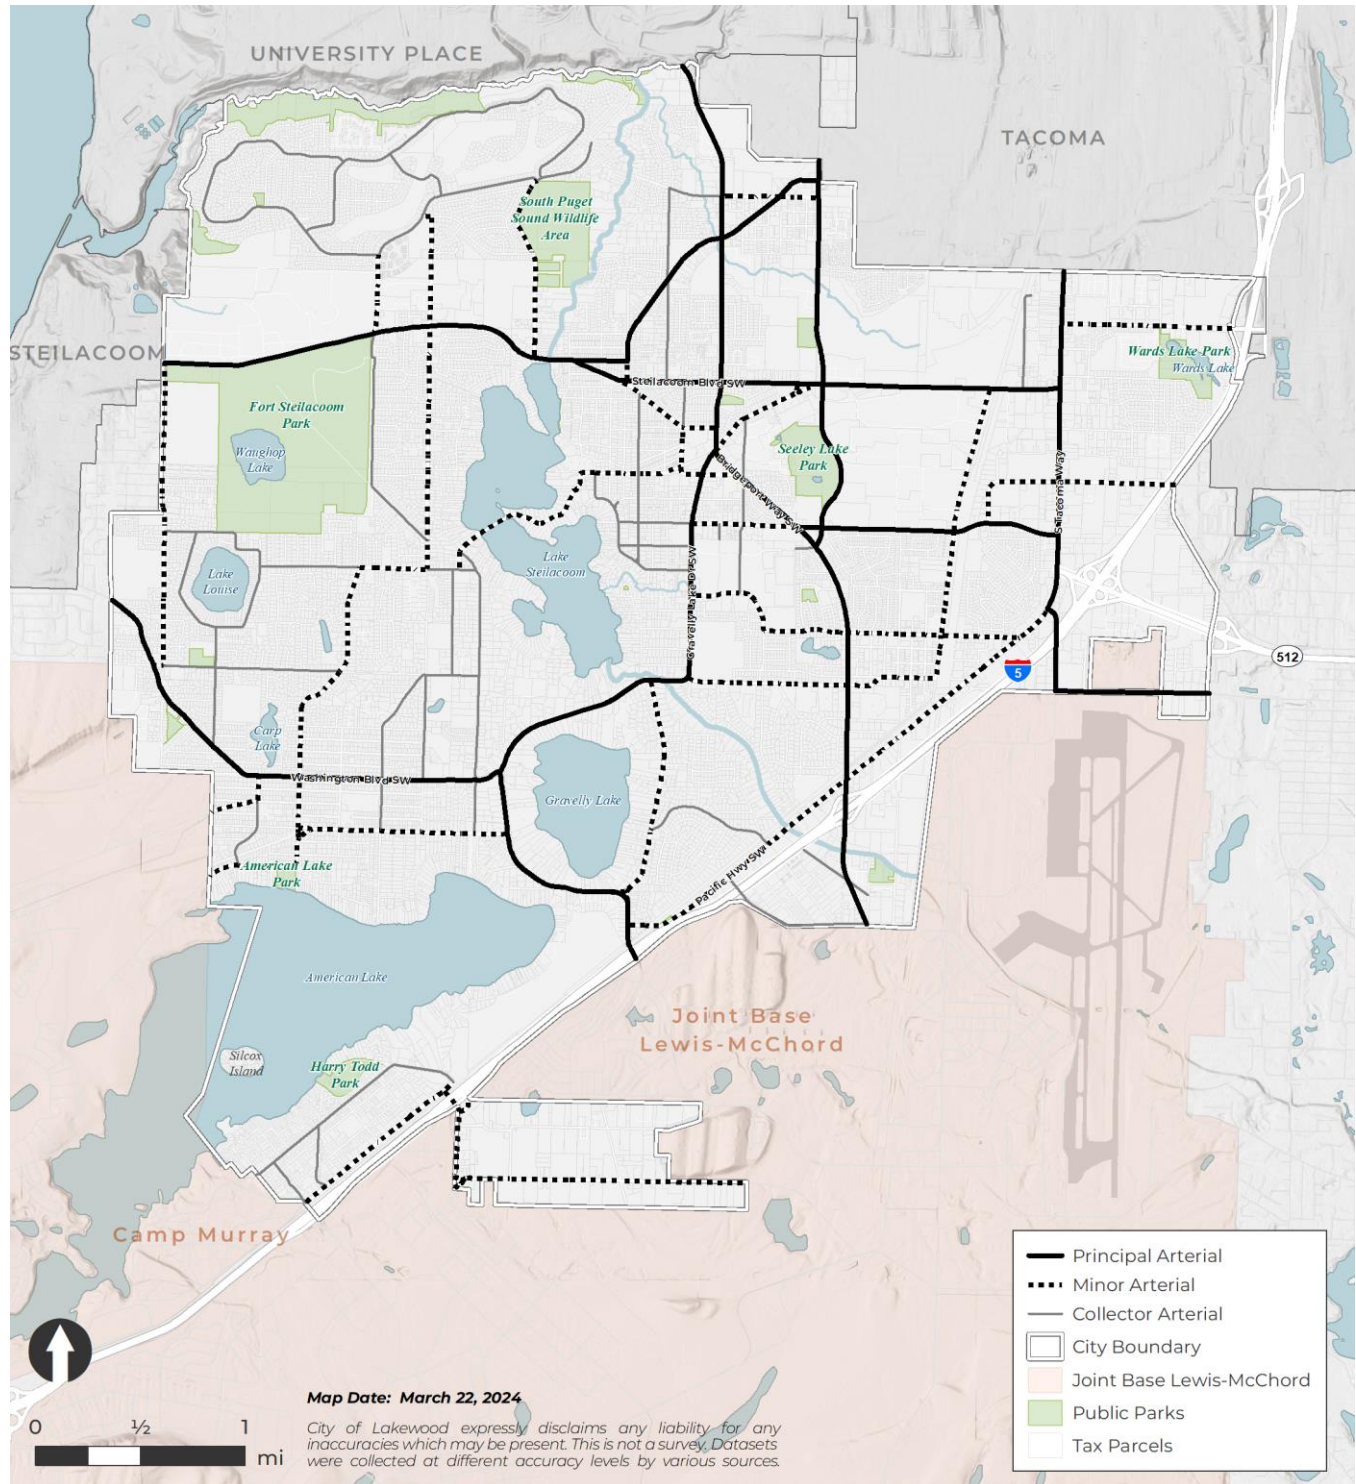 UNIVERSITY PLACE
TACOMA
South Puget
Sound Wildlife
Area
STEILACOOM
Wards Lake Park
Wards Lake
Steilacoom Blvd SW
Fort Steilacoom
Park
Waughop
Lake
Seeley Lake
Park
Bridgeport Way SW
S Tacoma Way
Lake
Steilacoom
Lake
Louise
Gravelly Lake Dr SW
512
5
Carp
Lake
Washington Blvd SW
Gravelly Lake
American Lake
Park
Pacific Hwy SW
American Lake
Joint Base
Lewis-McChord
Silcox
Island
Harry Todd
Park
Camp Murray
Principal Arterial
Minor Arterial
Collector Arterial
City Boundary
Joint Base Lewis-McChord
Public Parks
Tax Parcels
0 ½ 1
mi
Map Date: March 22, 2024
City of Lakewood expressly disclaims any liability for any
inaccuracies which may be present. This is not a survey. Datasets
were collected at different accuracy levels by various sources.